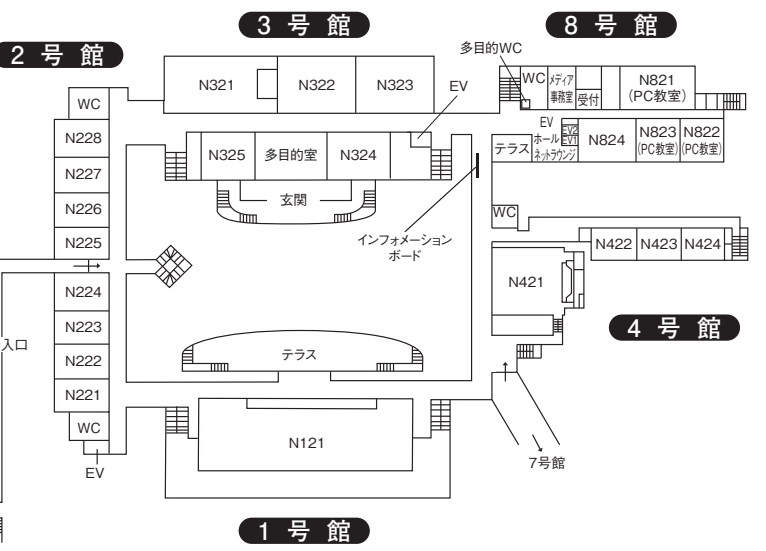 3 号 館
8 号 館
2 号 館
多目的WC
N321
N322
N323
EV
WC
メディア
事務室
受付
N821
(PC教室)
WC
N228
N227
N226
N225
N224
N223
N222
N221
WC
EV
入口
N325
多目的室
N324
玄関
インフォメーション
ボード
テラス
EV
ホール
ネットラウンジ
EV2
EV1
N824
N823
(PC教室)
N822
(PC教室)
WC
N422
N423
N424
N421
4 号 館
テラス
N121
7号館
1 号 館